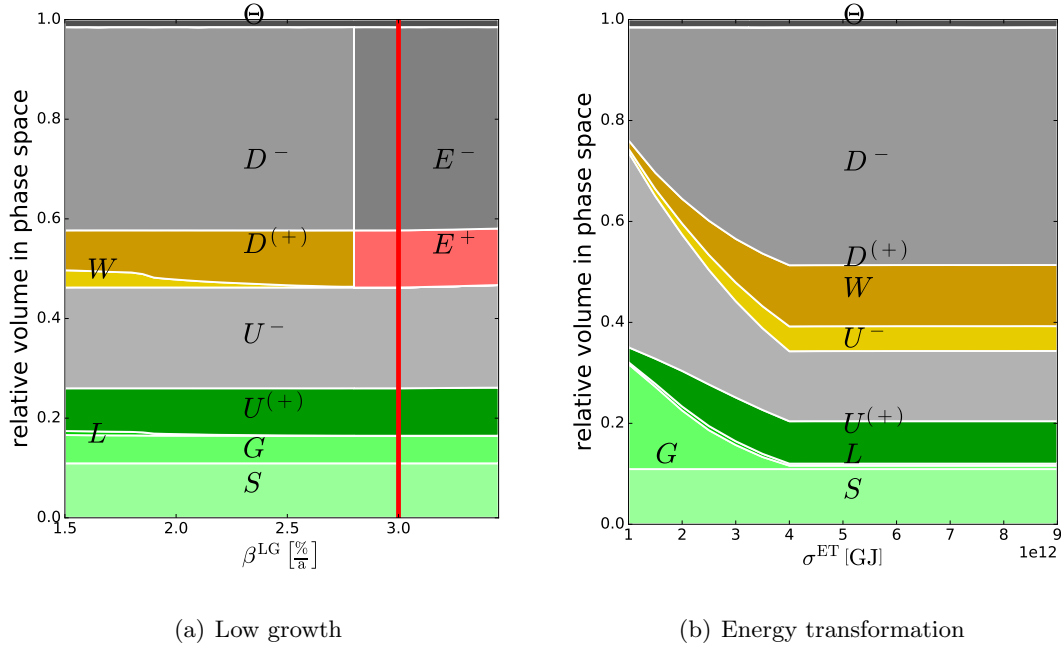 Θ
1.0
0.8
0.6
0.4
0.2
0.0
relative volume in phase space
D⁻
E⁻
D⁽⁺⁾
E⁺
W
U⁻
U⁽⁺⁾
L
G
S
1.5 2.0 2.5 3.0
β^LG [%/a]
(a) Low growth
Θ
1.0
0.8
0.6
0.4
0.2
0.0
relative volume in phase space
D⁻
D⁽⁺⁾
W
U⁻
U⁽⁺⁾
G L
S
1 2 3 4 5 6 7 8 9
1e12
σ^ET [GJ]
(b) Energy transformation